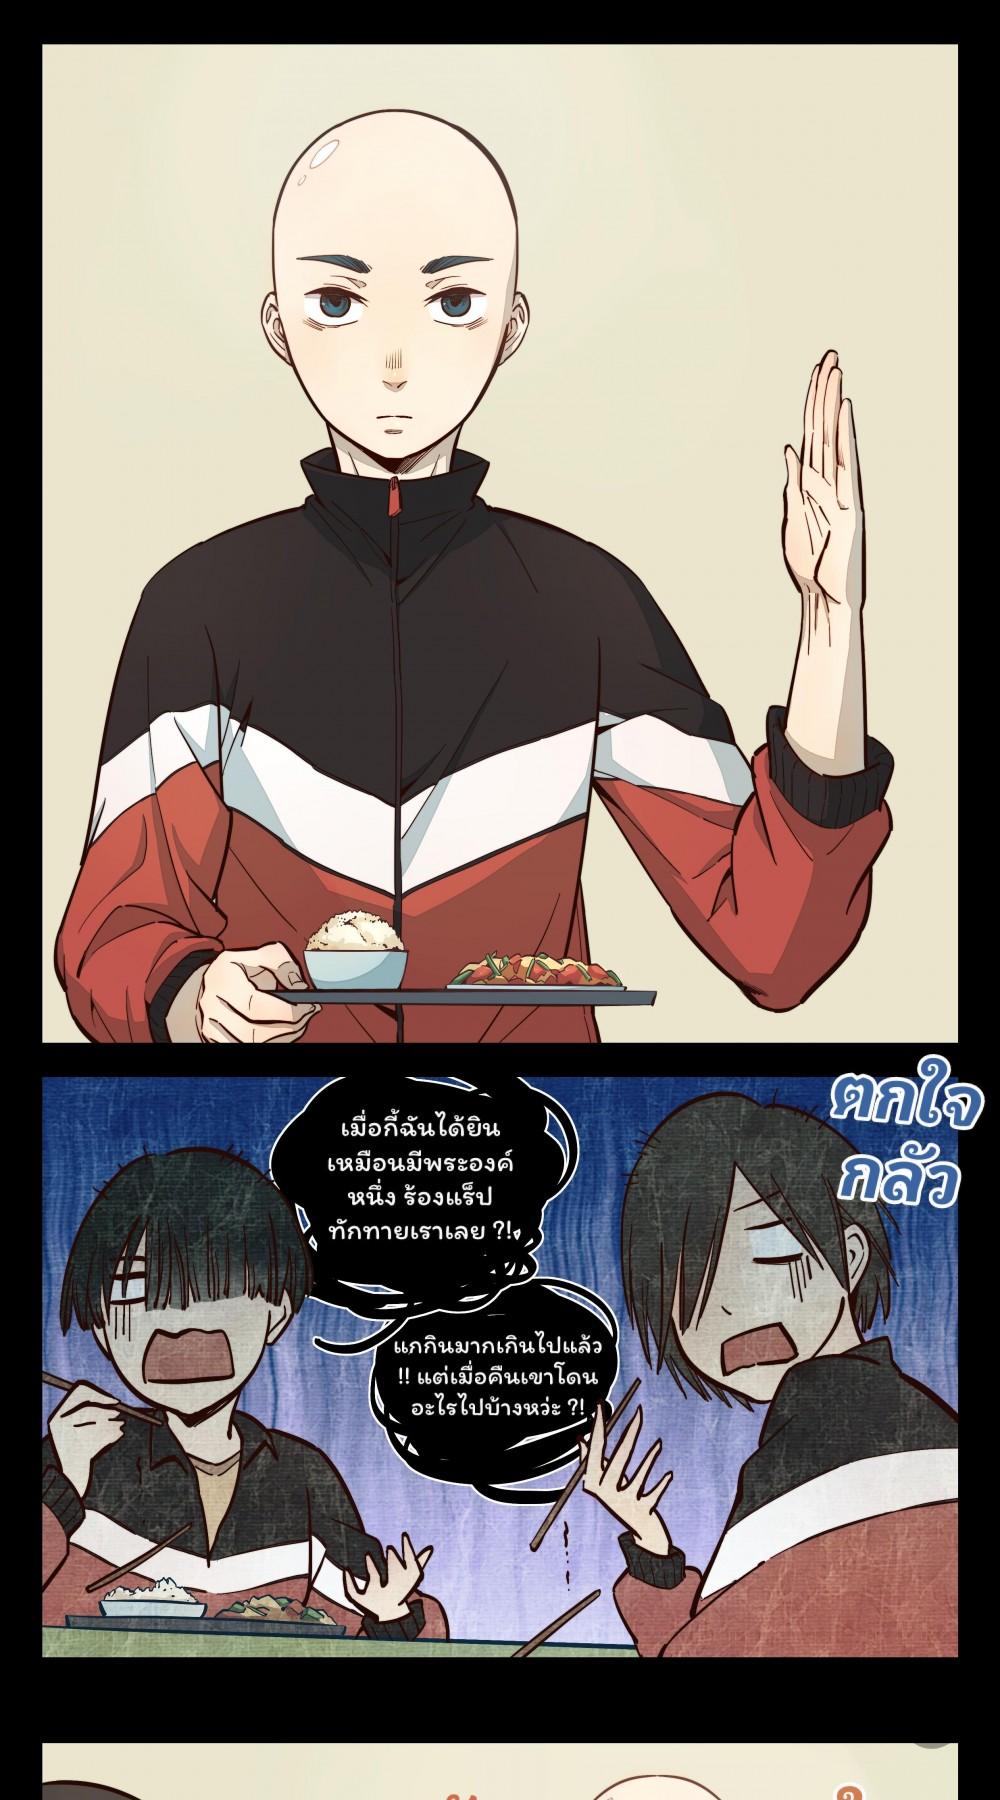 ตกใจ
กลัว
เมื่อกี้ฉันได้ยิน
เหมือนมีพระองค์
หนึ่ง ร้องแร็ป
ทักทายเราเลย ?!
แกกินมากเกินไปแล้ว
!! แต่เมื่อคืนเขาโดน
อะไรไปบ้างหว่ะ ?!